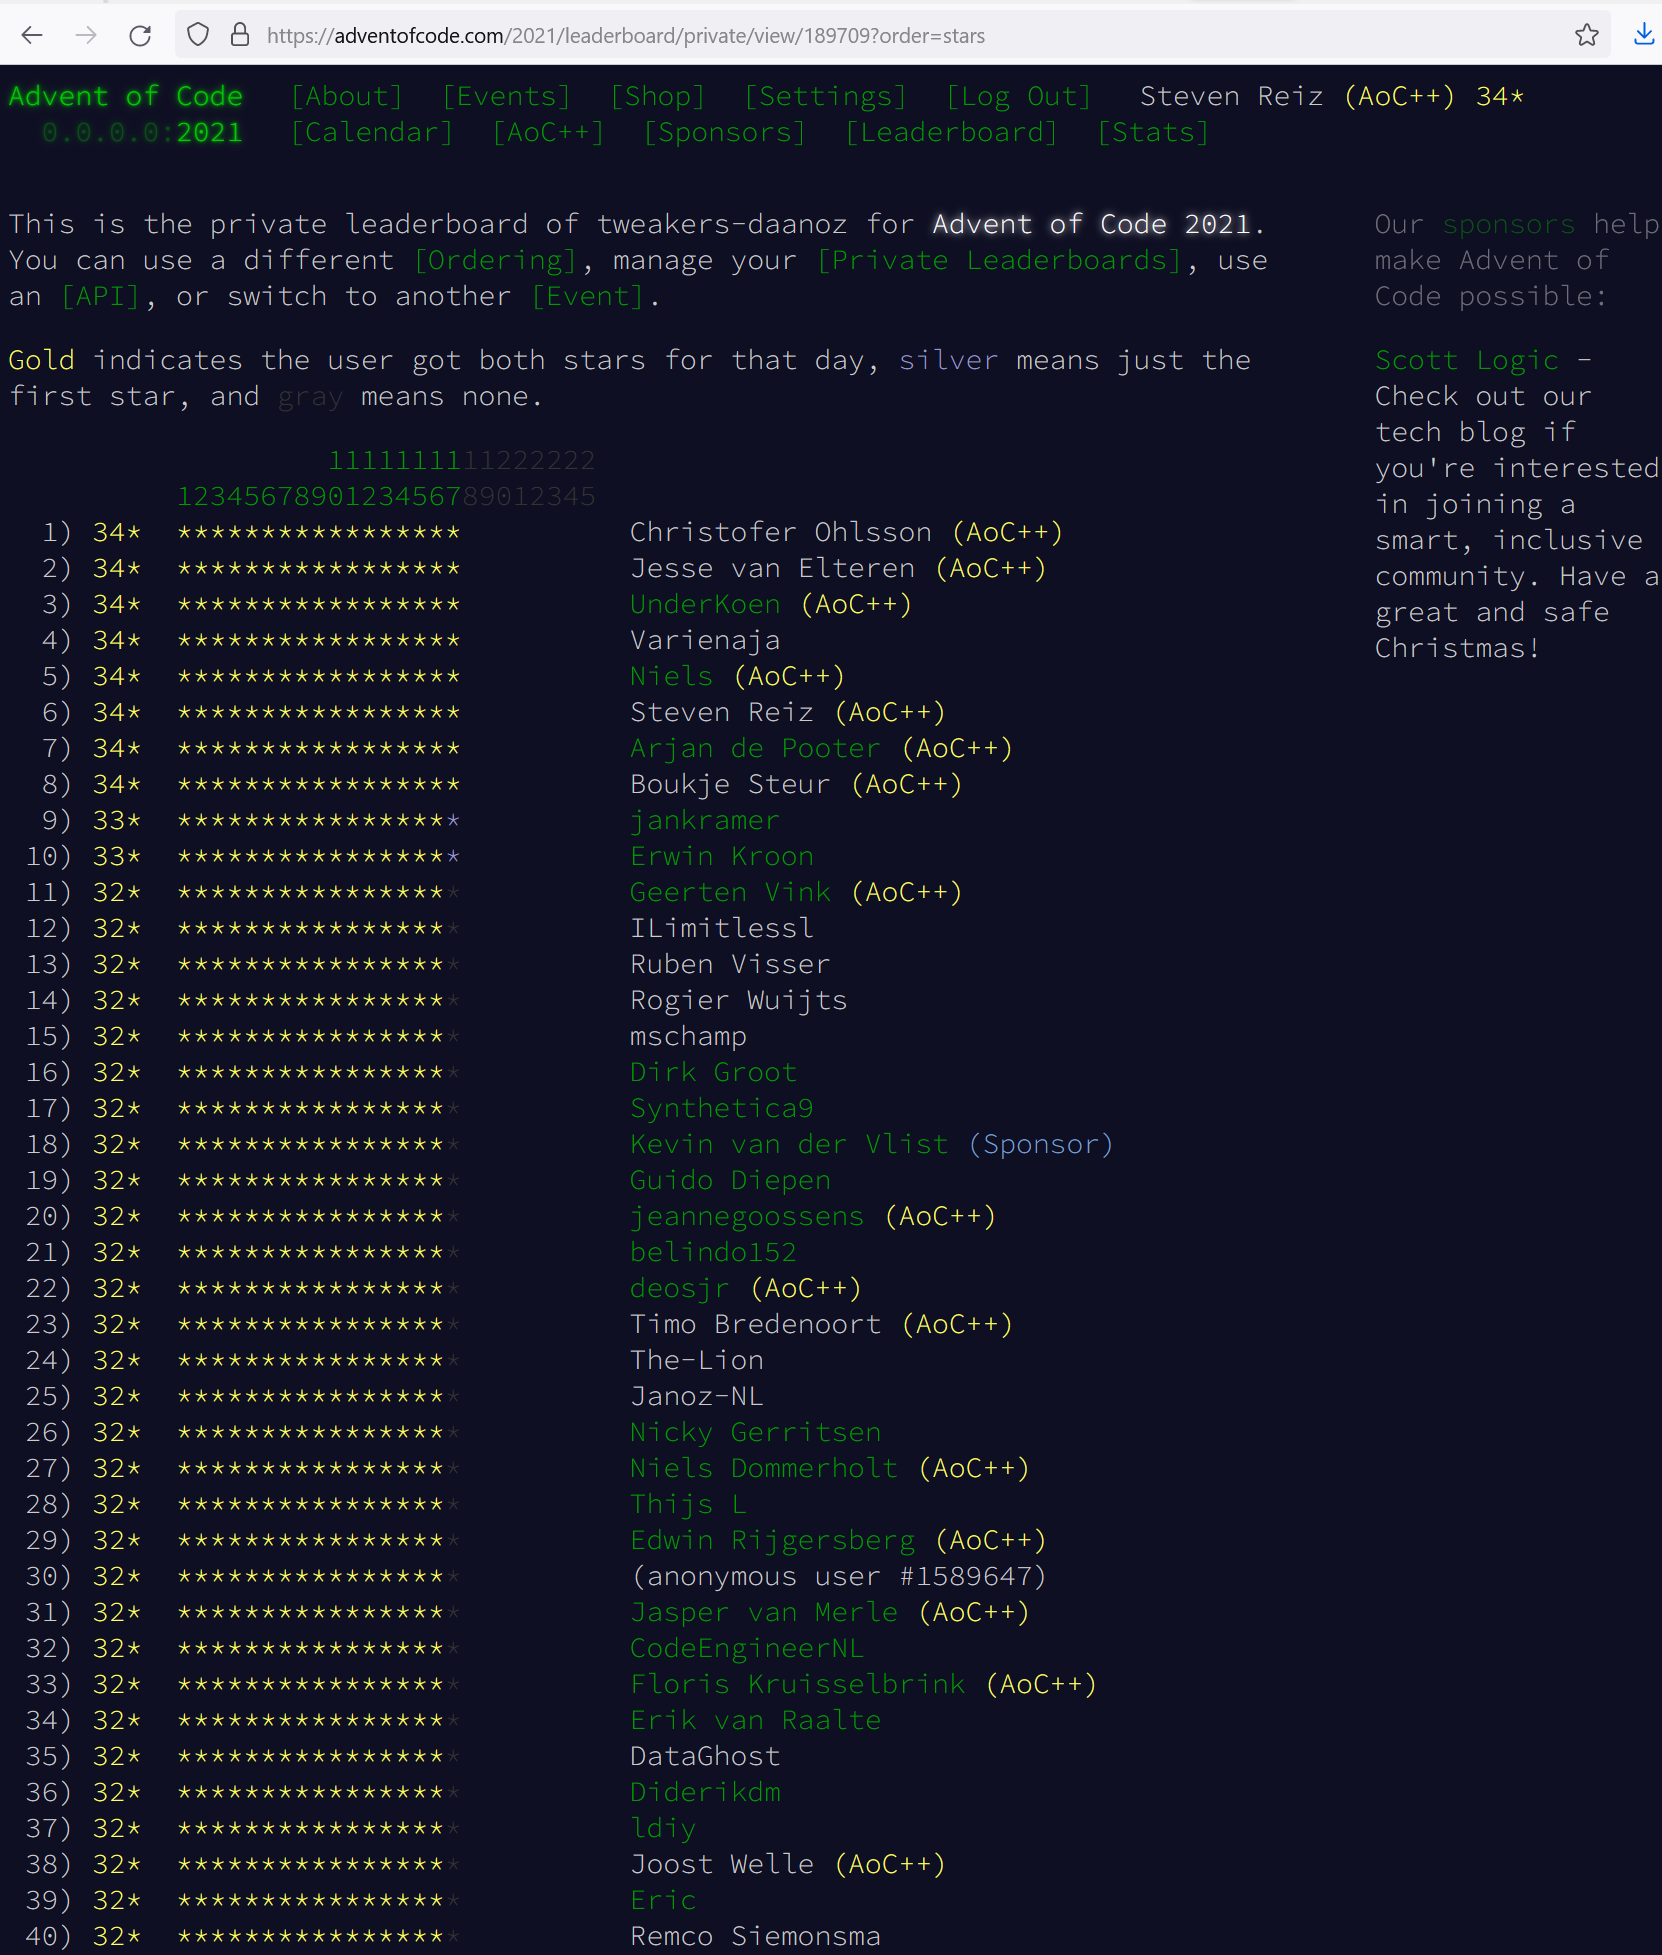 https://adventofcode.com/2021/leaderboard/private/view/189709?order=stars
Advent of Code [About] [Events] [Shop] [Settings] [Log Out] Steven Reiz (AoC++) 34*
0.0.0.0:2021 [Calendar] [AoC++] [Sponsors] [Leaderboard] [Stats]
This is the private leaderboard of tweakers-daanoz for Advent of Code 2021.
You can use a different [Ordering], manage your [Private Leaderboards], use
an [API], or switch to another [Event].
Gold indicates the user got both stars for that day, silver means just the
first star, and gray means none.
1111111111222222
1234567890123456789012345
1) 34* ***************** Christofer Ohlsson (AoC++)
2) 34* ***************** Jesse van Elteren (AoC++)
3) 34* ***************** UnderKoen (AoC++)
4) 34* ***************** Varienaja
5) 34* ***************** Niels (AoC++)
6) 34* ***************** Steven Reiz (AoC++)
7) 34* ***************** Arjan de Pooter (AoC++)
8) 34* ***************** Boukje Steur (AoC++)
9) 33* ***************** jankramer
10) 33* ***************** Erwin Kroon
11) 32* ***************** Geerten Vink (AoC++)
12) 32* ***************** ILimitlessl
13) 32* ***************** Ruben Visser
14) 32* ***************** Rogier Wuijts
15) 32* ***************** mschamp
16) 32* ***************** Dirk Groot
17) 32* ***************** Synthetica9
18) 32* ***************** Kevin van der Vlist (Sponsor)
19) 32* ***************** Guido Diepen
20) 32* ***************** jeannegoossens (AoC++)
21) 32* ***************** belindo152
22) 32* ***************** deosjr (AoC++)
23) 32* ***************** Timo Bredenoort (AoC++)
24) 32* ***************** The-Lion
25) 32* ***************** Janoz-NL
26) 32* ***************** Nicky Gerritsen
27) 32* ***************** Niels Dommerholt (AoC++)
28) 32* ***************** Thijs L
29) 32* ***************** Edwin Rijgersberg (AoC++)
30) 32* ***************** (anonymous user #1589647)
31) 32* ***************** Jasper van Merle (AoC++)
32) 32* ***************** CodeEngineerNL
33) 32* ***************** Floris Kruisselbrink (AoC++)
34) 32* ***************** Erik van Raalte
35) 32* ***************** DataGhost
36) 32* ***************** Diderikdm
37) 32* ***************** ldiy
38) 32* ***************** Joost Welle (AoC++)
39) 32* ***************** Eric
40) 32* ***************** Remco Siemonsma
Our sponsors help
make Advent of
Code possible:
Scott Logic -
Check out our
tech blog if
you're interested
in joining a
smart, inclusive
community. Have a
great and safe
Christmas!